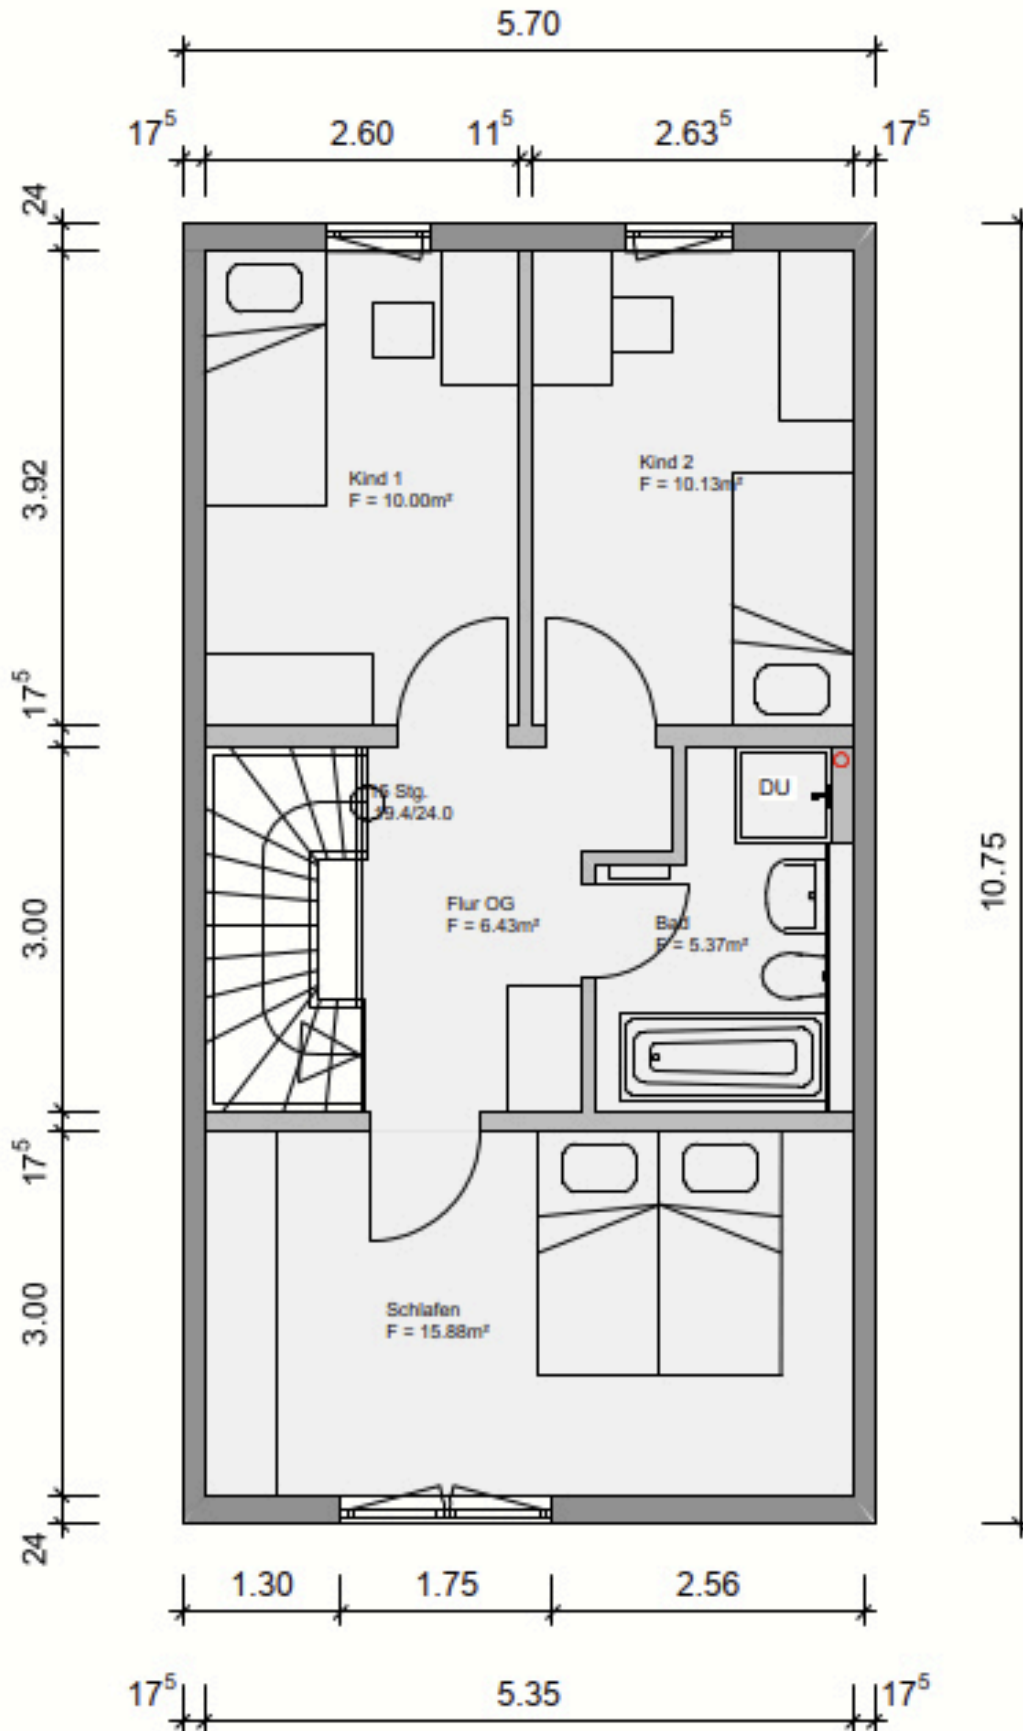 5.70
17⁵ 2.60 11⁵ 2.63⁵ 17⁵
24
3.92
17⁵
3.00
17⁵
3.00
24
10.75
Kind 1
F = 10.00m²
Kind 2
F = 10.13m²
15 Stg.
19.4/24.0
DU
Flur OG
F = 6.43m²
Bad
F = 5.37m²
Schlafen
F = 15.88m²
1.30 1.75 2.56
17⁵ 5.35 17⁵